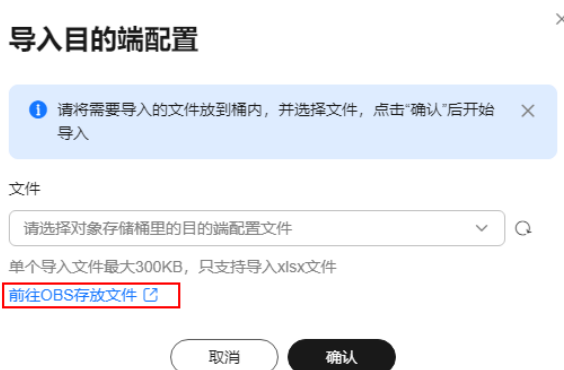 导入目的端配置
请将需要导入的文件放到桶内，并选择文件，点击“确认”后开始
导入
文件
请选择对象存储桶里的目的端配置文件
单个导入文件最大300KB，只支持导入xlsx文件
前往OBS存放文件
取消 确认